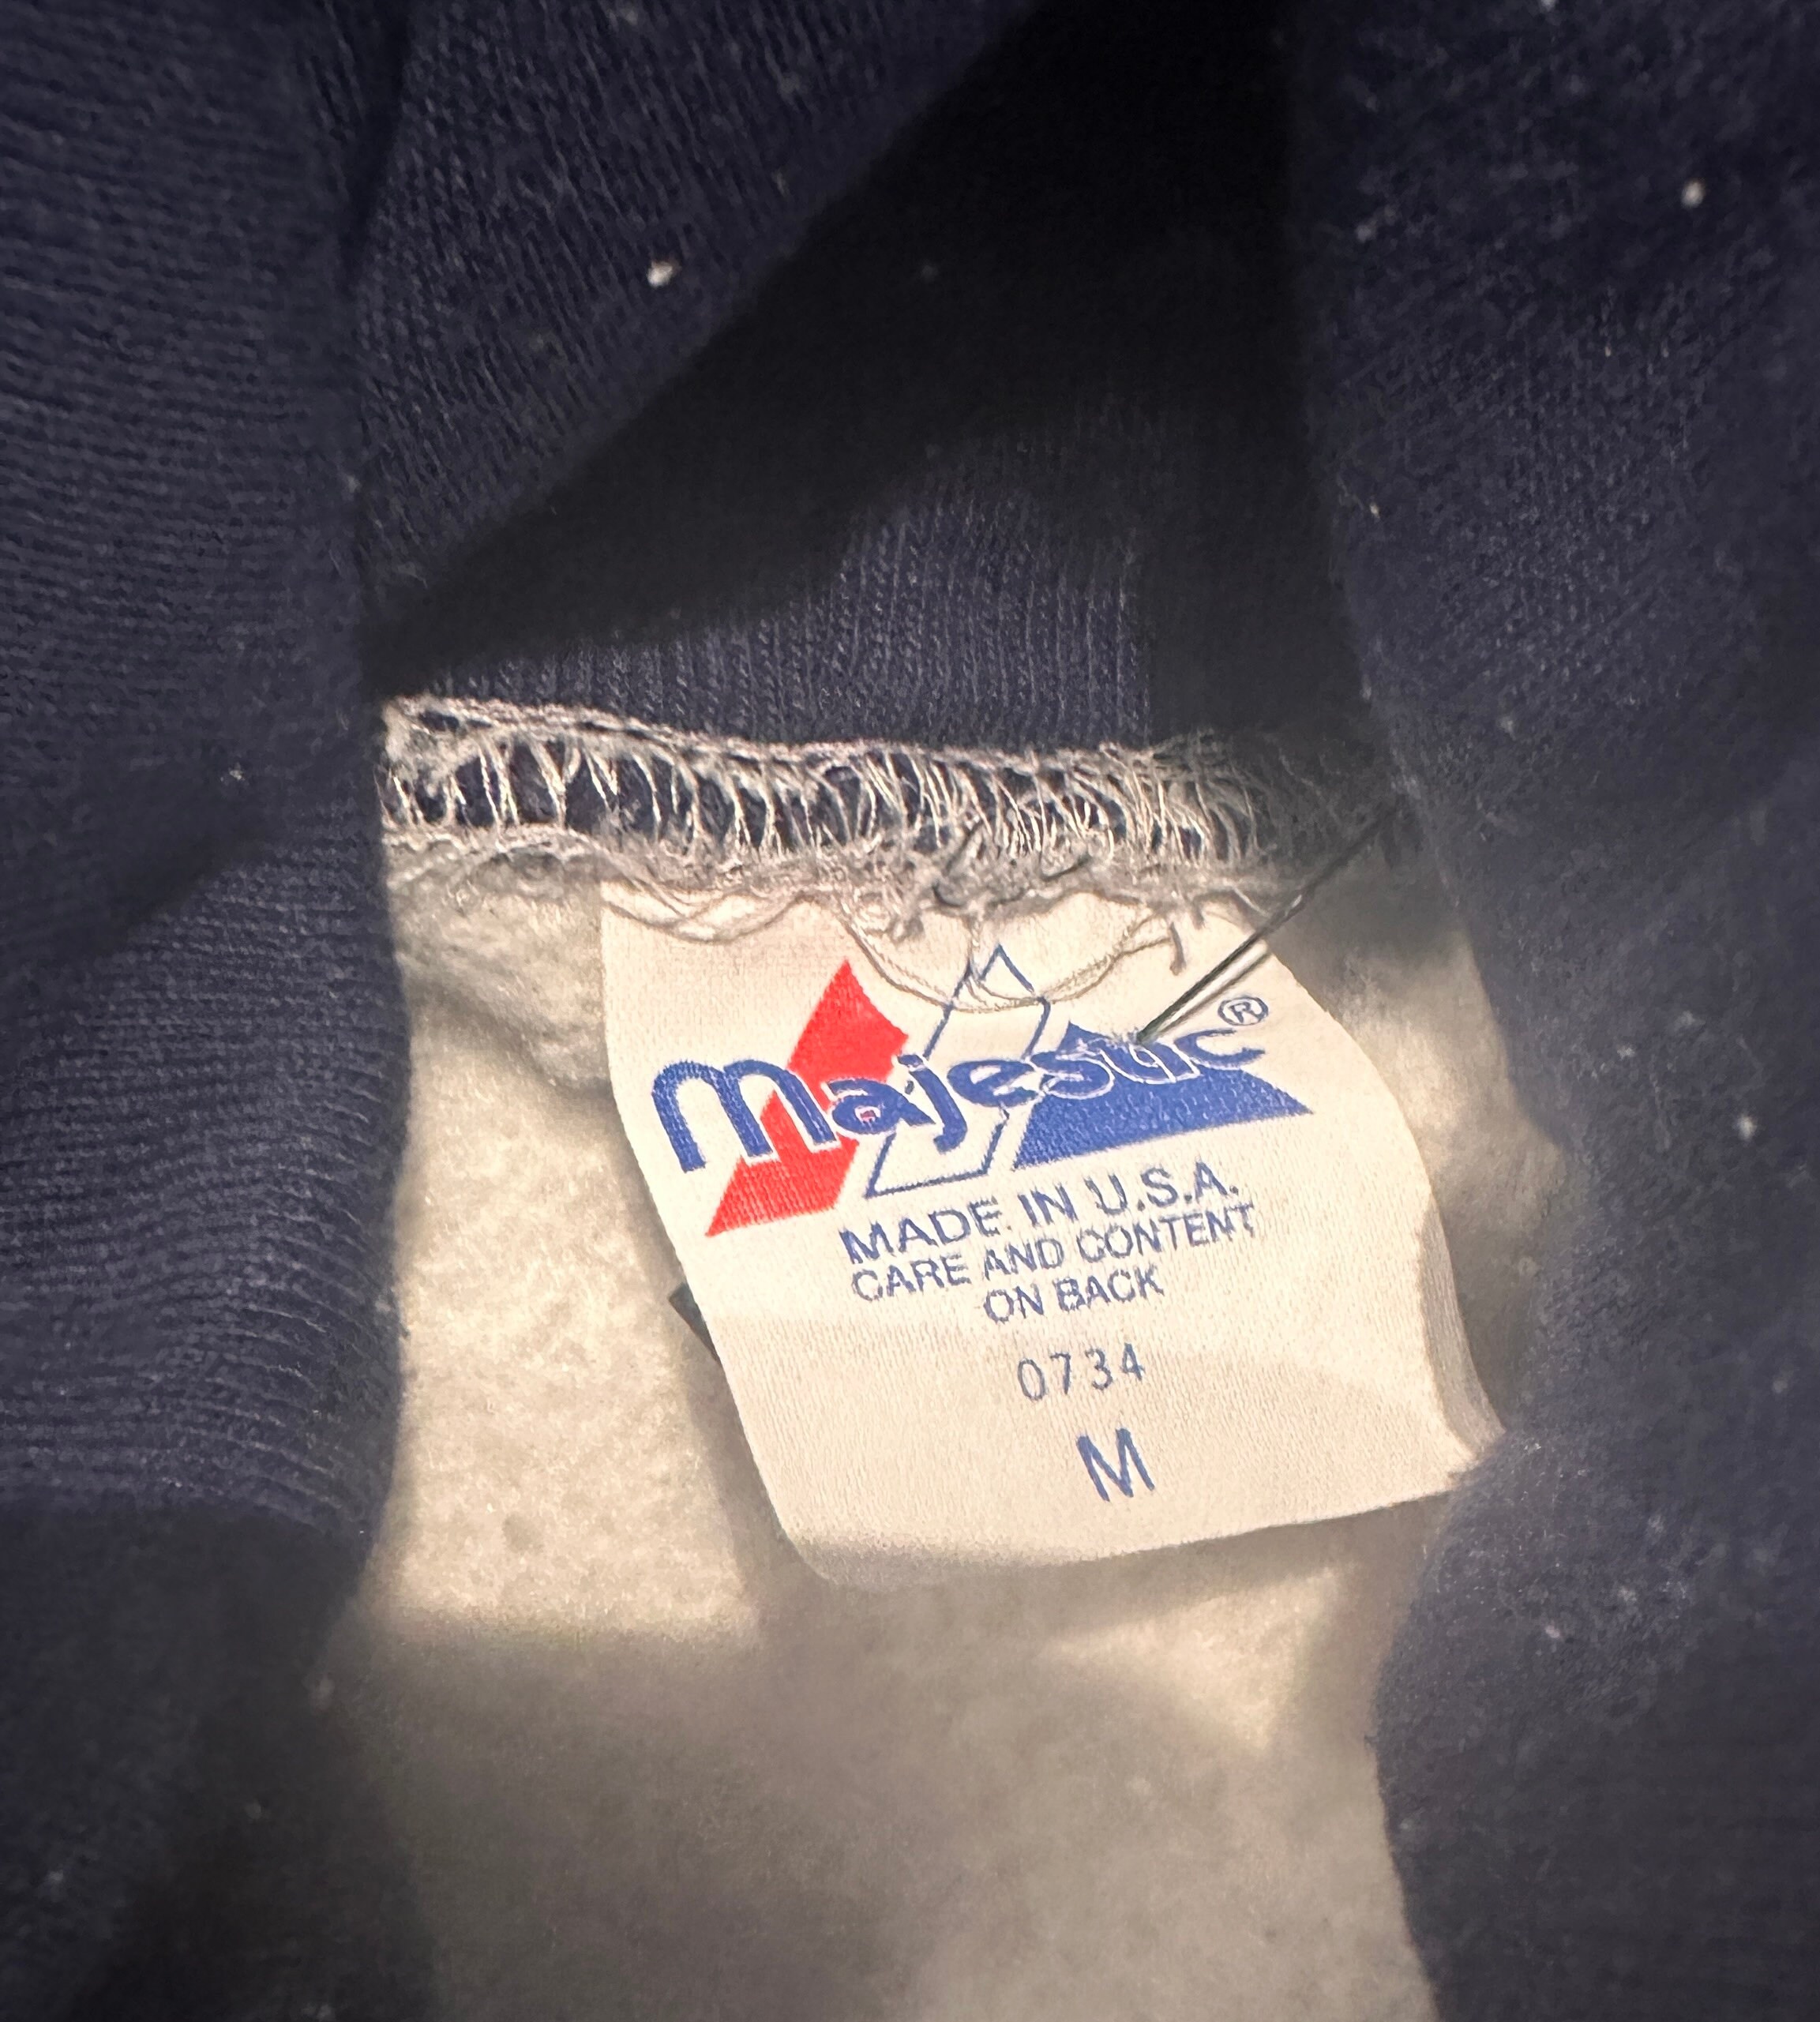 Majestic®
MADE IN U.S.A.
CARE AND CONTENT
ON BACK
0734
M